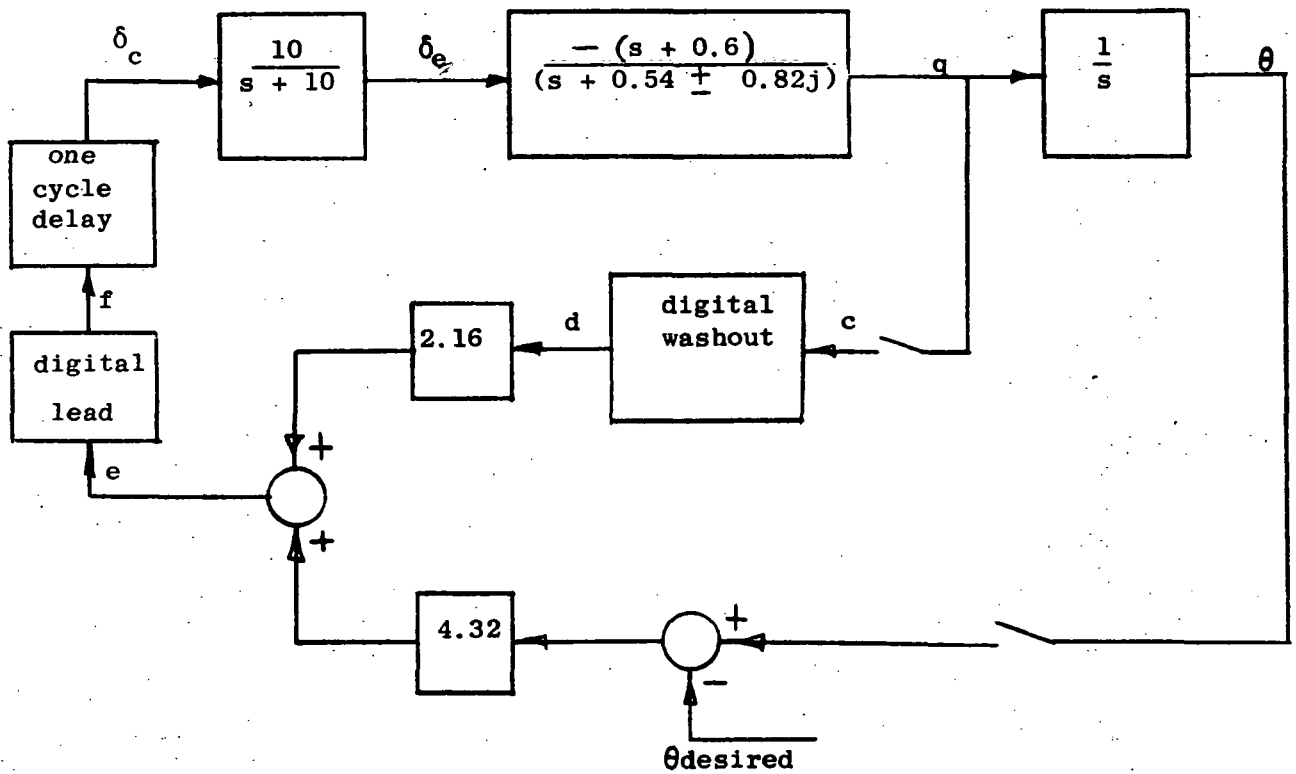 δc
10
s + 10
δe
- (s + 0.6)
(s + 0.54 ± 0.82j)
q
1
s
θ
one
cycle
delay
f
digital
lead
e
2.16
d
digital
washout
c
+
+
4.32
+
-
θdesired